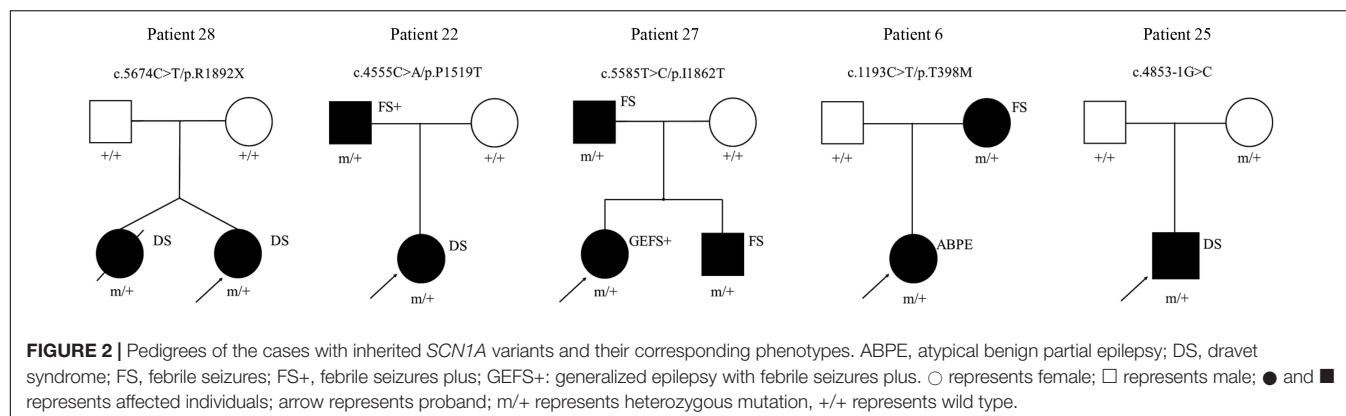 Patient 28 Patient 22 Patient 27 Patient 6 Patient 25
c.5674C>T/p.R1892X c.4555C>A/p.P1519T c.5585T>C/p.I1862T c.1193C>T/p.T398M c.4853-1G>C
FS+ FS FS
+/+ +/+ m/+ +/+ m/+ +/+ +/+ m/+ +/+ m/+
DS DS DS GEFS+ FS ABPE DS
m/+ m/+ m/+ m/+ m/+ m/+ m/+
FIGURE 2 | Pedigrees of the cases with inherited SCN1A variants and their corresponding phenotypes. ABPE, atypical benign partial epilepsy; DS, dravet
syndrome; FS, febrile seizures; FS+, febrile seizures plus; GEFS+: generalized epilepsy with febrile seizures plus. ○ represents female; □ represents male; ● and ■
represents affected individuals; arrow represents proband; m/+ represents heterozygous mutation, +/+ represents wild type.